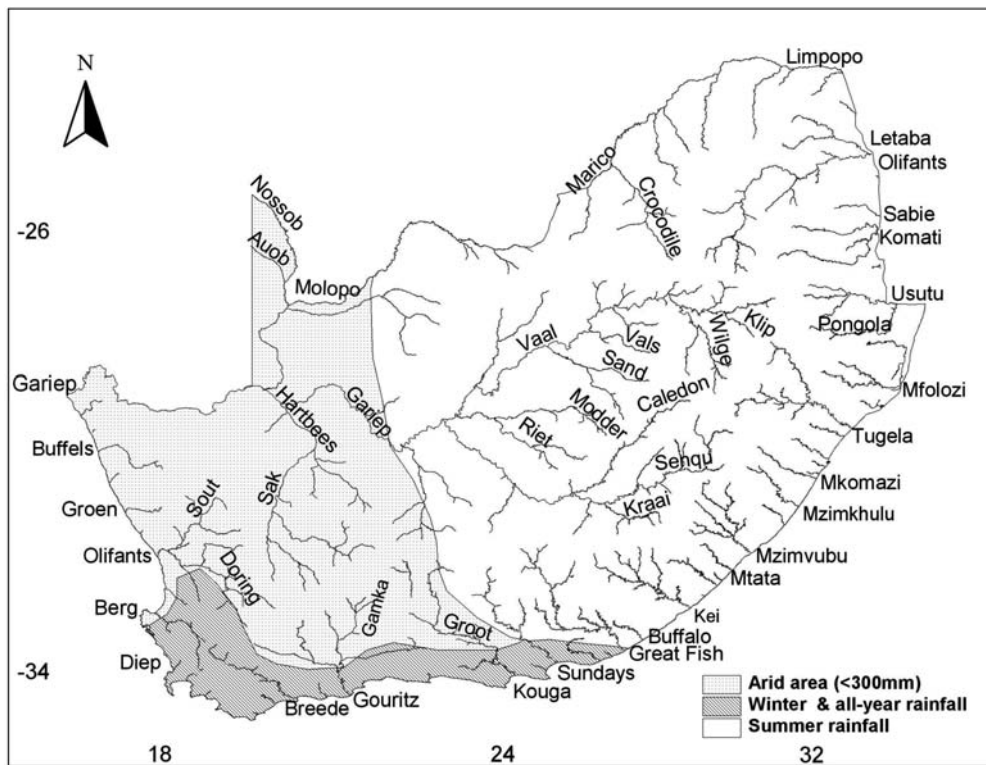 N
Limpopo
Letaba
Olifants
Marico
Crocodile
Nossob
Sabie
-26
Auob
Komati
Molopo
Usutu
Klip
Pongola
Wilge
Vaal
Vals
Sand
Gariep
Mfolozi
Caledon
Hartbees
Gariep
Modder
Tugela
Riet
Buffels
Senqu
Sak
Mkomazi
Sout
Kraai
Groen
Mzimkhulu
Olifants
Mzimvubu
Doring
Mtata
Berg
Gamka
Kei
Groot
Buffalo
Great Fish
Diep
-34
Sundays
Arid area (<300mm)
Kouga
Gouritz
Breede
Winter & all-year rainfall
Summer rainfall
18
24
32